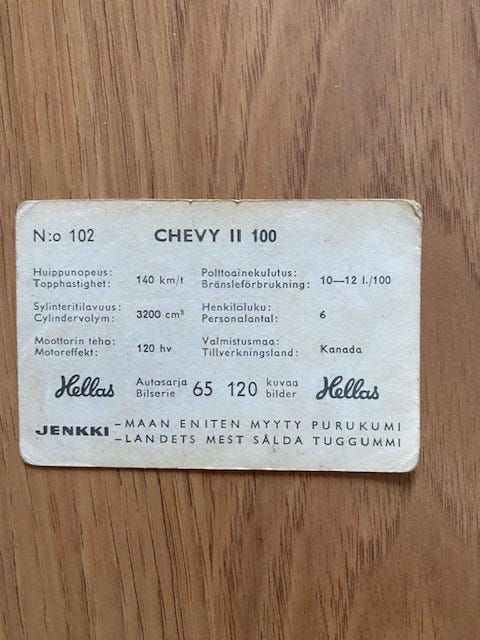 N:o 102 CHEVY II 100
Huippunopeus: 140 km/t Polttoainekulutus: 10—12 l./100
Topphastighet: Bränsleförbrukning:
Sylinteritilavuus: 3200 cm³ Henkilöluku: 6
Cylindervolym: Personalantal:
Moottorin teho: 120 hv Valmistusmaa: Kanada
Motoreffekt: Tillverkningsland:
Hellas Autosarja 65 120 kuvaa Hellas
Bilserie bilder
JENKKI – MAAN ENITEN MYYTY PURUKUMI
– LANDETS MEST SÅLDA TUGGUMMI